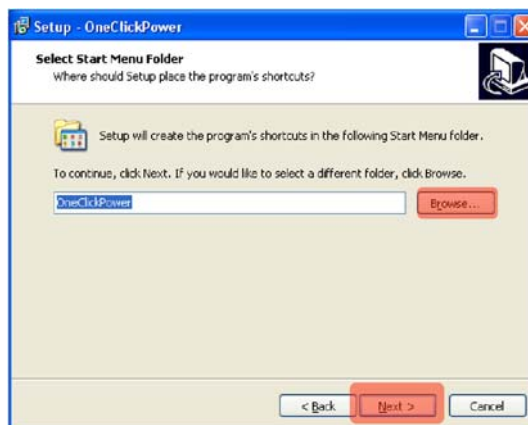 Setup - OneClickPower
Select Start Menu Folder
Where should Setup place the program's shortcuts?
Setup will create the program's shortcuts in the following Start Menu folder.
To continue, click Next. If you would like to select a different folder, click Browse.
OneClickPower
Browse...
< Back
Next >
Cancel